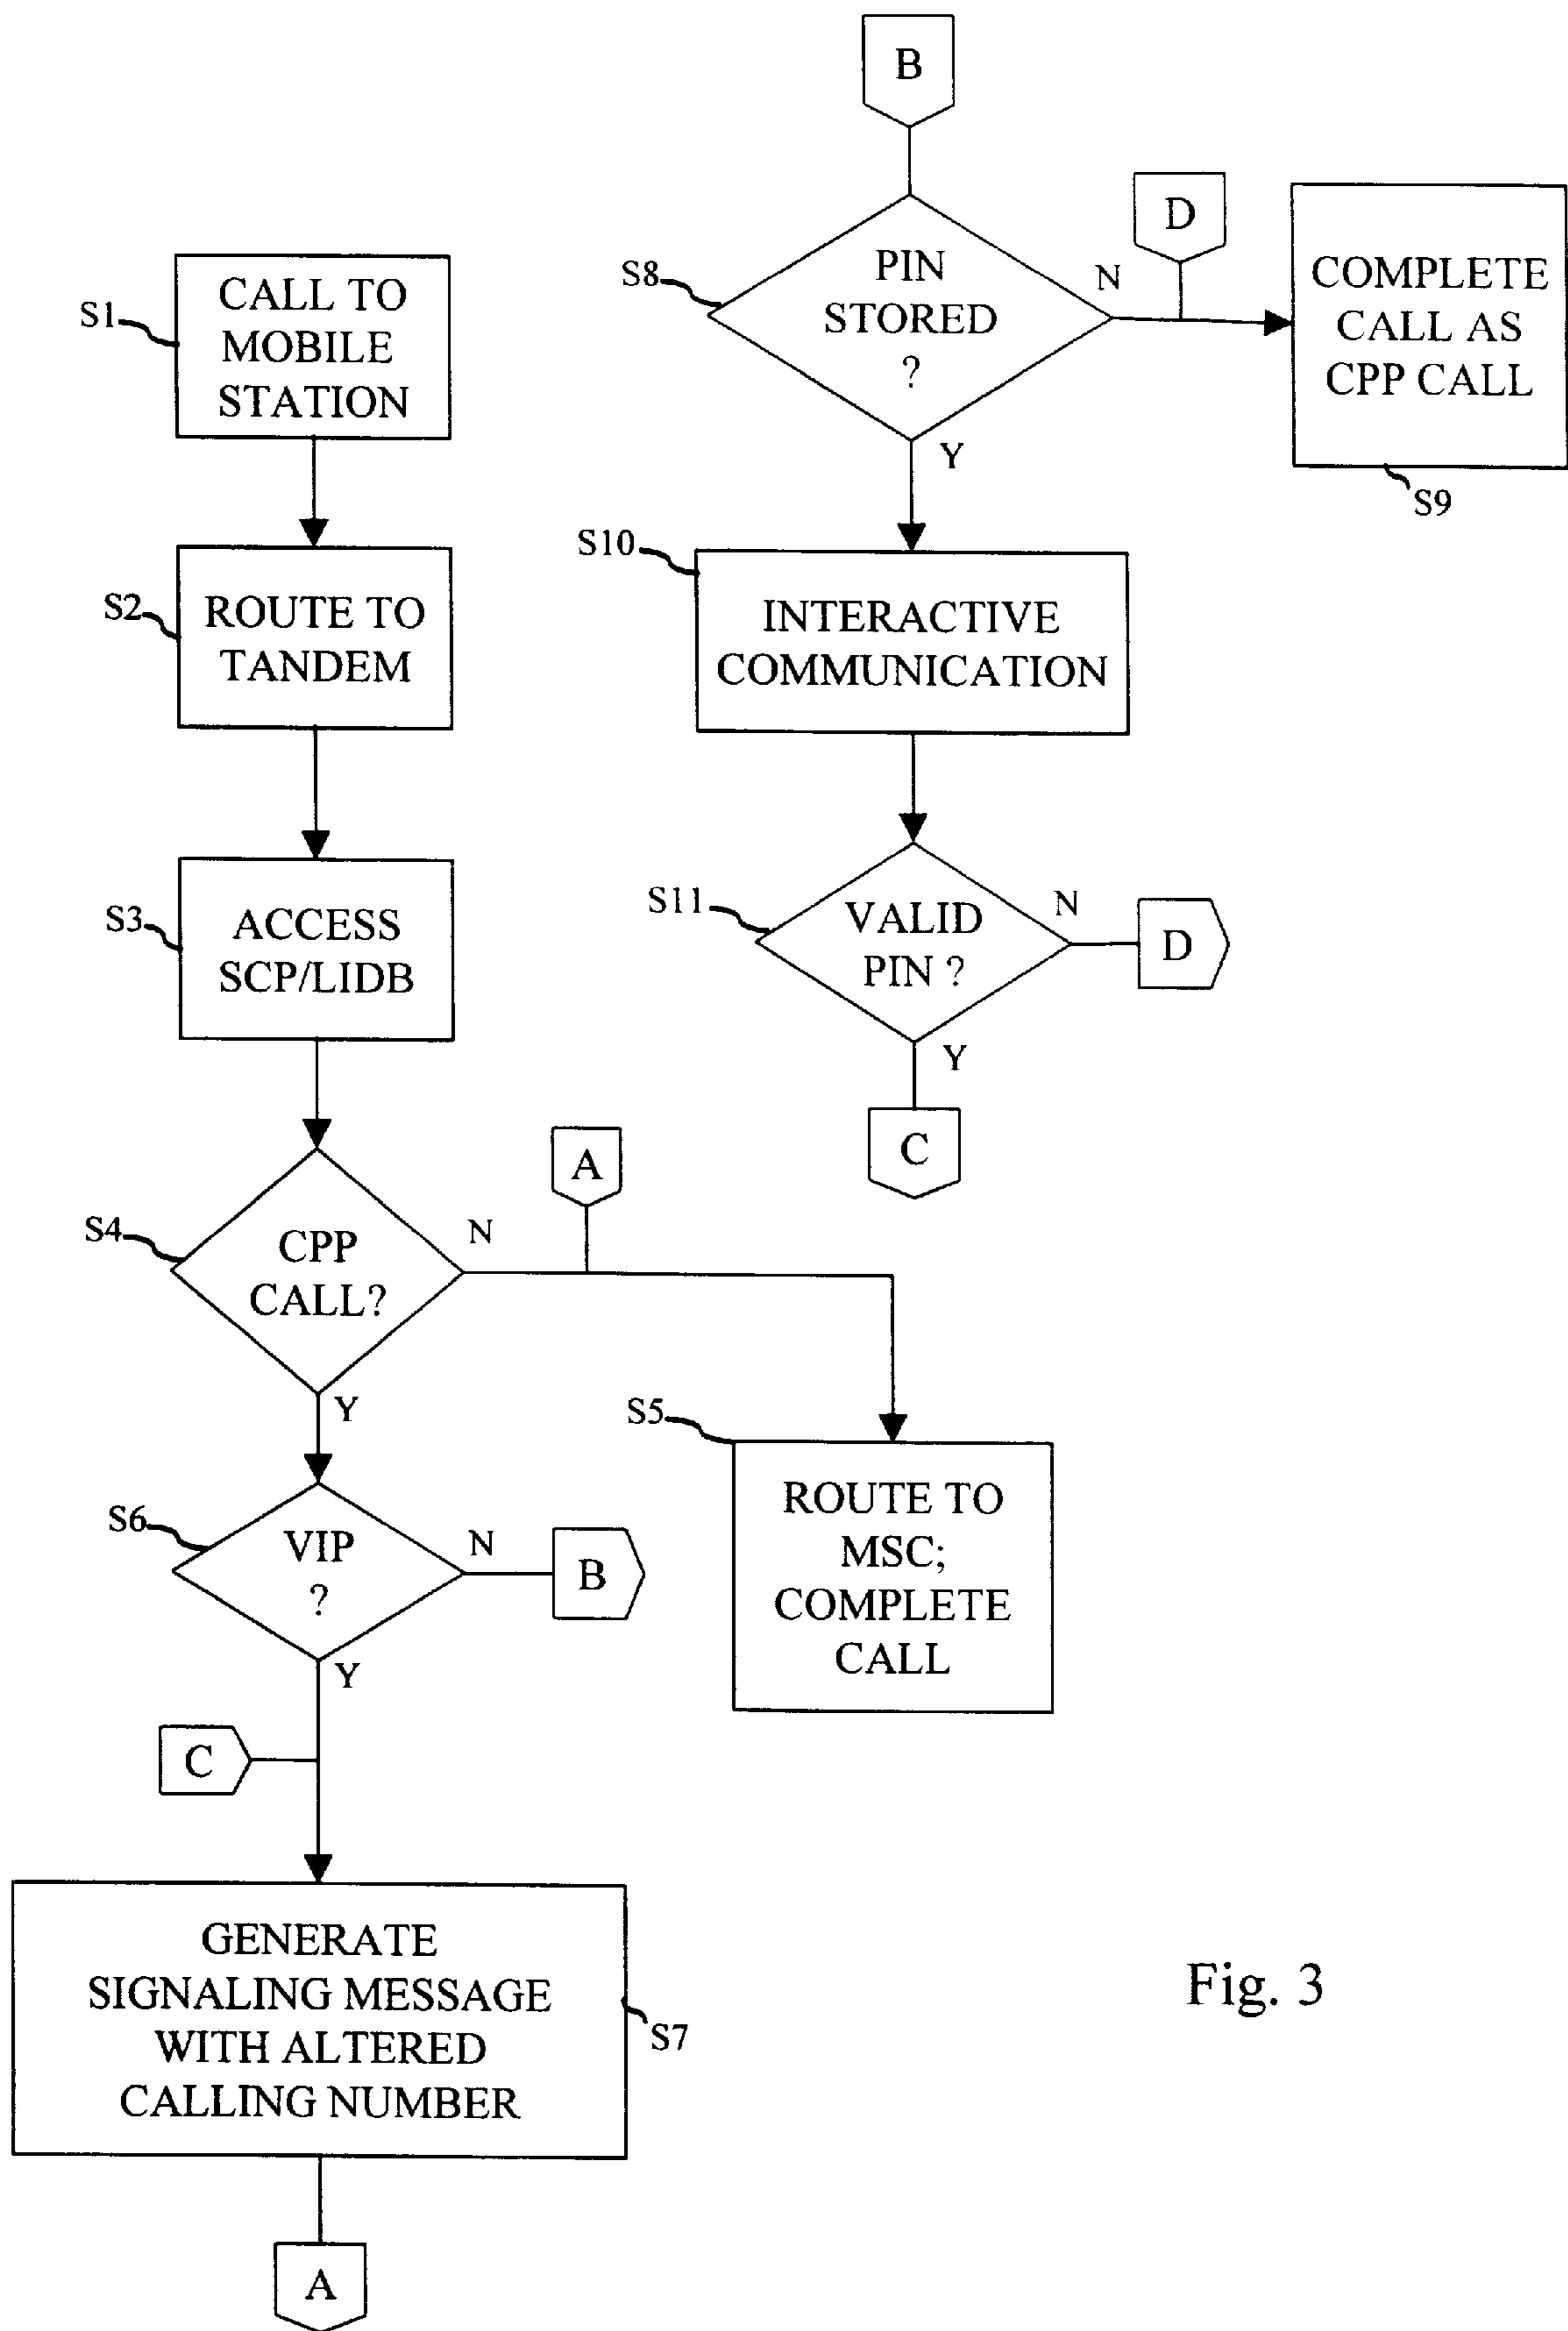 S1
CALL TO
MOBILE
STATION
S2
ROUTE TO
TANDEM
S3
ACCESS
SCP/LIDB
S4
CPP
CALL?
N
A
Y
S5
ROUTE TO
MSC;
COMPLETE
CALL
S6
VIP
?
N
B
Y
C
GENERATE
SIGNALING MESSAGE
WITH ALTERED
CALLING NUMBER
S7
A
B
S8
PIN
STORED
?
N
D
Y
COMPLETE
CALL AS
CPP CALL
S9
S10
INTERACTIVE
COMMUNICATION
S11
VALID
PIN ?
N
D
Y
C
Fig. 3